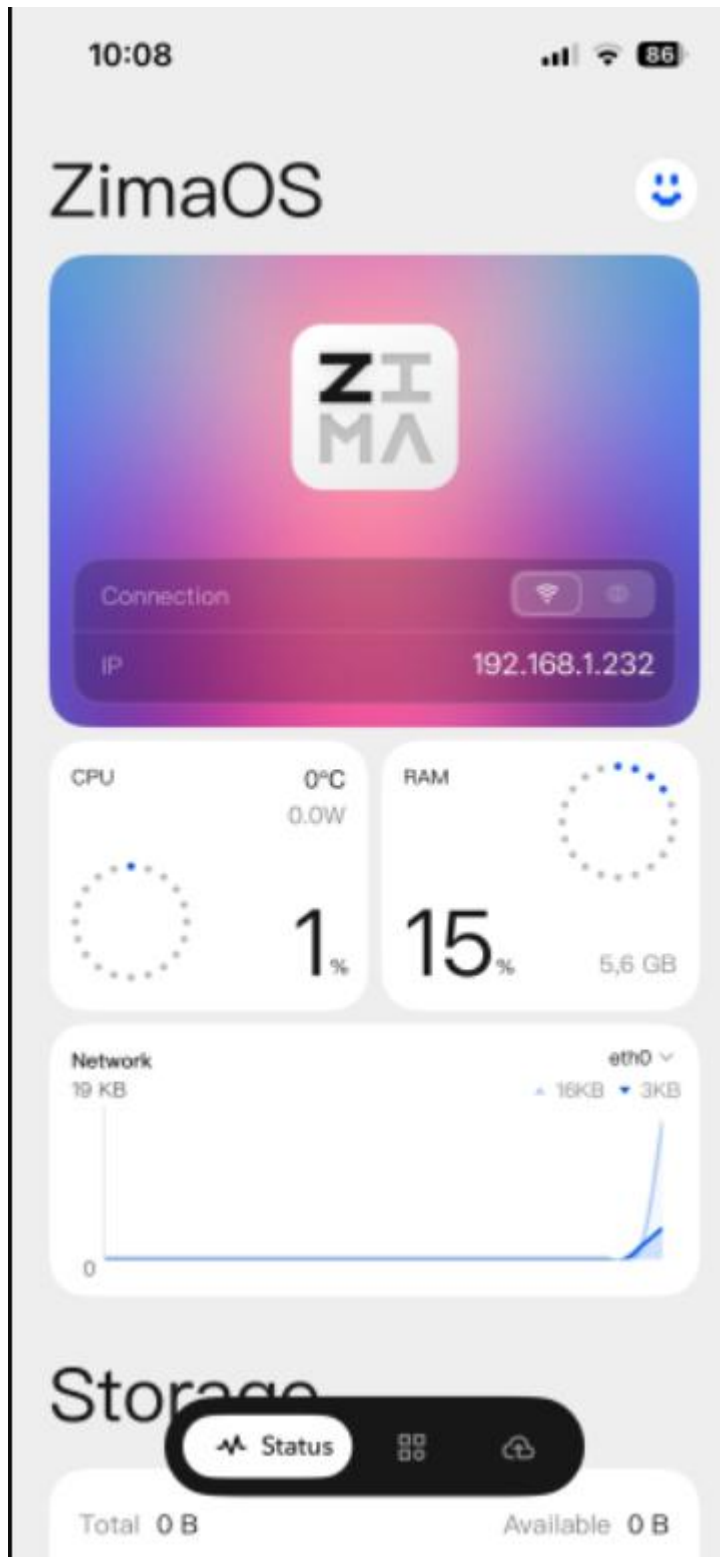 10:08 86
ZimaOS
ZI
MA
Connection
IP 192.168.1.232
CPU 0°C
0.0W
1%
RAM
15%
5,6 GB
Network eth0
19 KB 16KB 3KB
0
Storage
Status
Total 0 B Available 0 B